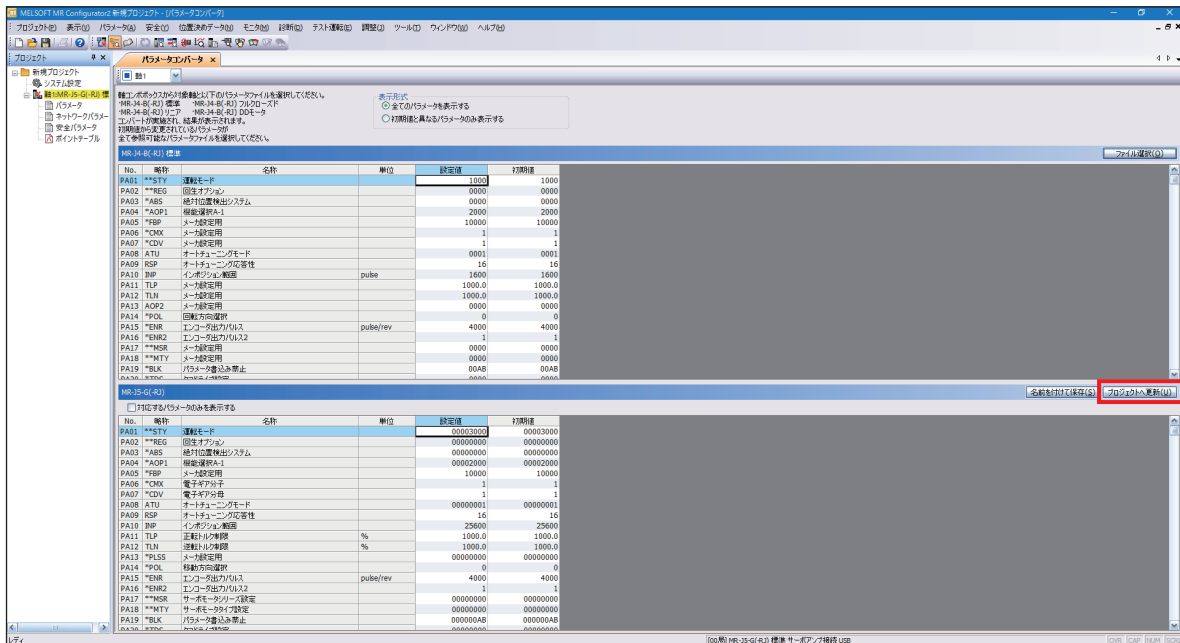 MELSOFT MR Configurator2 新規プロジェクト - [パラメータコンバータ]
プロジェクト(P) 表示(V) パラメータ(A) 安全(Y) 位置決めデータ(N) モニタ(M) 診断(D) テスト運転(E) 調整(J) ツール(T) ウィンドウ(W) ヘルプ(H)
プロジェクト
新規プロジェクト
システム設定
軸1:MR-J5-G(-RJ) 標
パラメータ
ネットワークパラメー
安全パラメータ
ポイントテーブル
パラメータコンバータ
軸1
軸コンボボックスから対象軸と以下のパラメータファイルを選択してください。
・MR-J4-B(-RJ) 標準 ・MR-J4-B(-RJ) フルクローズド
・MR-J4-B(-RJ) リニア ・MR-J4-B(-RJ) DDモータ
コンバートが実施され、結果が表示されます。
初期値から変更されているパラメータが
全て参照可能なパラメータファイルを選択してください。
表示形式
全てのパラメータを表示する
初期値と異なるパラメータのみ表示する
MR-J4-B(-RJ) 標準 ファイル選択(O)
No. 略称 名称 単位 設定値 初期値
PA01 **STY 運転モード 1000 1000
PA02 **REG 回生オプション 0000 0000
PA03 *ABS 絶対位置検出システム 0000 0000
PA04 *AOP1 機能選択A-1 2000 2000
PA05 *FBP メーカ設定用 10000 10000
PA06 *CMX メーカ設定用 1 1
PA07 *CDV メーカ設定用 1 1
PA08 ATU オートチューニングモード 0001 0001
PA09 RSP オートチューニング応答性 16 16
PA10 INP インポジション範囲 pulse 1600 1600
PA11 TLP メーカ設定用 1000.0 1000.0
PA12 TLN メーカ設定用 1000.0 1000.0
PA13 AOP2 メーカ設定用 0000 0000
PA14 *POL 回転方向選択 0 0
PA15 *ENR エンコーダ出力パルス pulse/rev 4000 4000
PA16 *ENR2 エンコーダ出力パルス2 1 1
PA17 **MSR メーカ設定用 0000 0000
PA18 **MTY メーカ設定用 0000 0000
PA19 *BLK パラメータ書込み禁止 00AB 00AB
MR-J5-G(-RJ) 名前を付けて保存(S) プロジェクトへ更新(U)
対応するパラメータのみを表示する
No. 略称 名称 単位 設定値 初期値
PA01 **STY 運転モード 00003000 00003000
PA02 **REG 回生オプション 00000000 00000000
PA03 *ABS 絶対位置検出システム 00000000 00000000
PA04 *AOP1 機能選択A-1 00002000 00002000
PA05 *FBP メーカ設定用 10000 10000
PA06 *CMX 電子ギア分子 1 1
PA07 *CDV 電子ギア分母 1 1
PA08 ATU オートチューニングモード 00000001 00000001
PA09 RSP オートチューニング応答性 16 16
PA10 INP インポジション範囲 25600 25600
PA11 TLP 正転トルク制限 % 1000.0 1000.0
PA12 TLN 逆転トルク制限 % 1000.0 1000.0
PA13 *PLSS メーカ設定用 00000000 00000000
PA14 *POL 移動方向選択 0 0
PA15 *ENR エンコーダ出力パルス pulse/rev 4000 4000
PA16 *ENR2 エンコーダ出力パルス2 1 1
PA17 **MSR サーボモータシリーズ設定 00000000 00000000
PA18 **MTY サーボモータタイプ設定 00000000 00000000
PA19 *BLK パラメータ書込み禁止 000000AB 000000AB
レディ [00局] MR-J5-G(-RJ) 標準 サーボアンプ接続 USB OVR CAP NUM SCRL